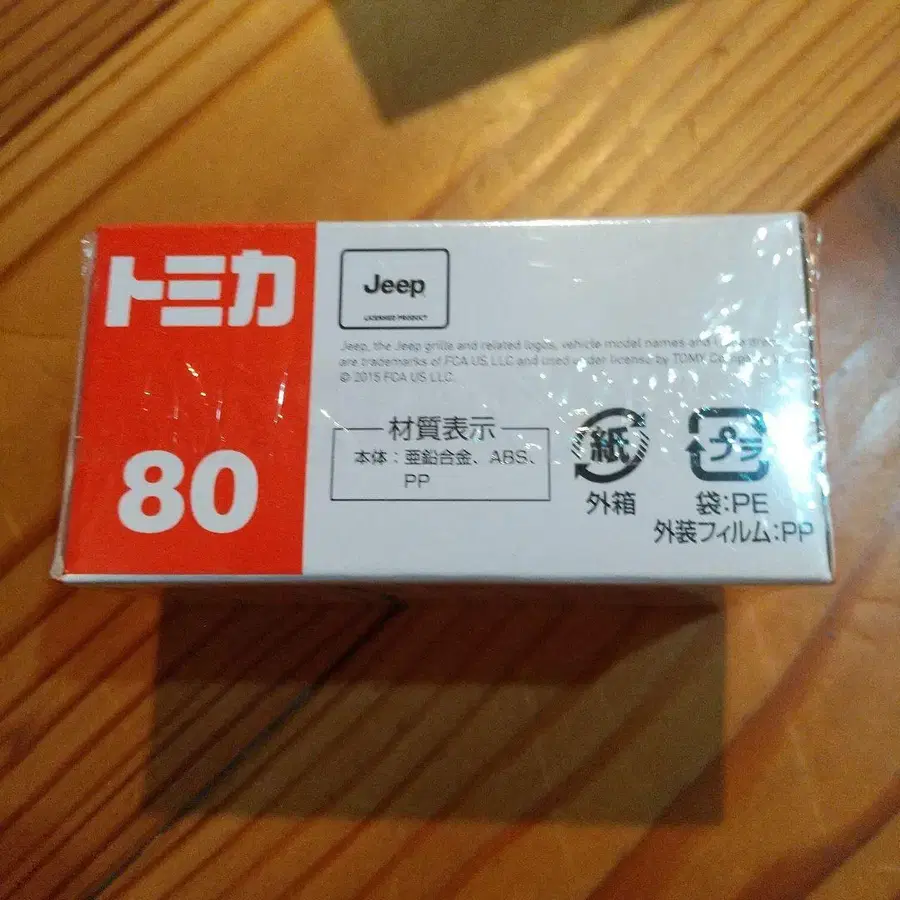 トミカ
80
Jeep
LICENSED PRODUCT
Jeep, the Jeep grille and related logos, vehicle model names and trade
are trademarks of FCA US LLC and used under license by TOMY Company
© 2015 FCA US LLC.
材質表示
本体:亜鉛合金、ABS、
PP
紙
外箱
プラ
袋:PE
外装フィルム:PP